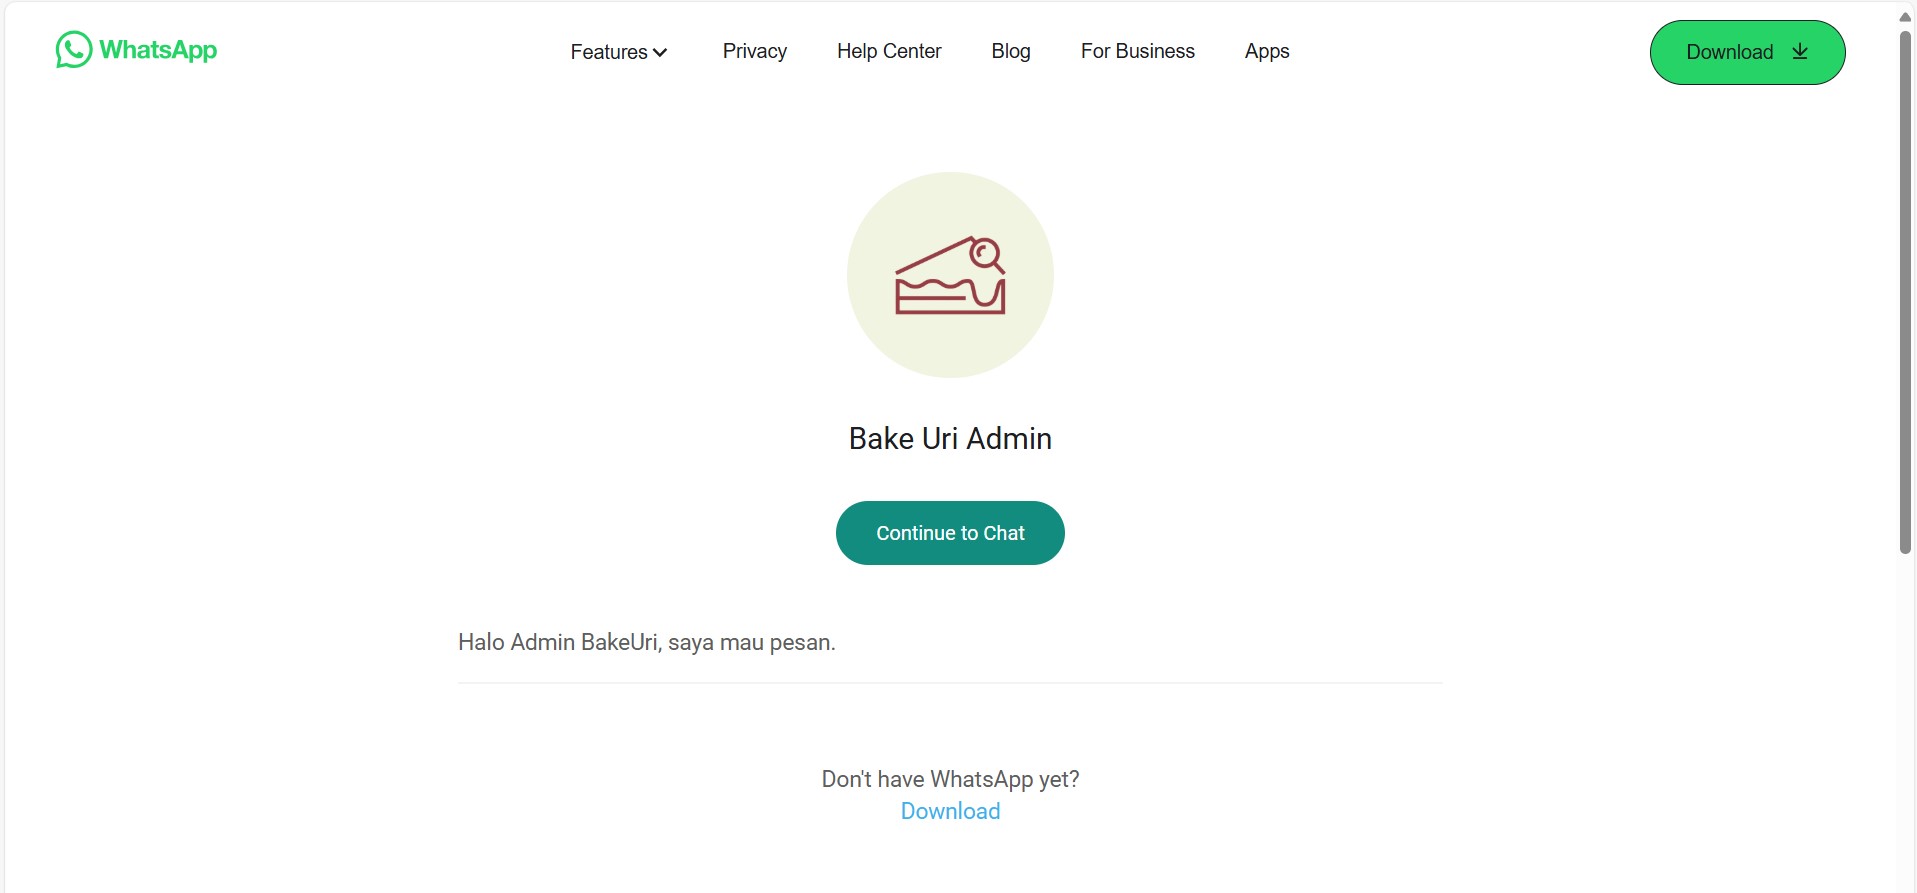 WhatsApp
Features
Privacy
Help Center
Blog
For Business
Apps
Download
Bake Uri Admin
Continue to Chat
Halo Admin BakeUri, saya mau pesan.
Don't have WhatsApp yet?
Download